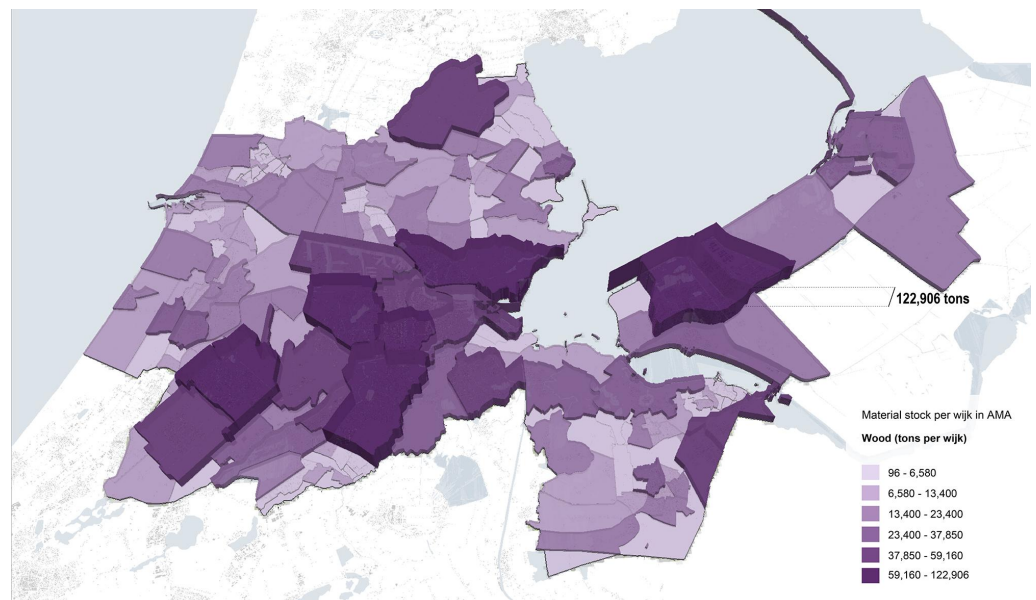 122,906 tons
Material stock per wijk in AMA
Wood (tons per wijk)
96 - 6,580
6,580 - 13,400
13,400 - 23,400
23,400 - 37,850
37,850 - 59,160
59,160 - 122,906